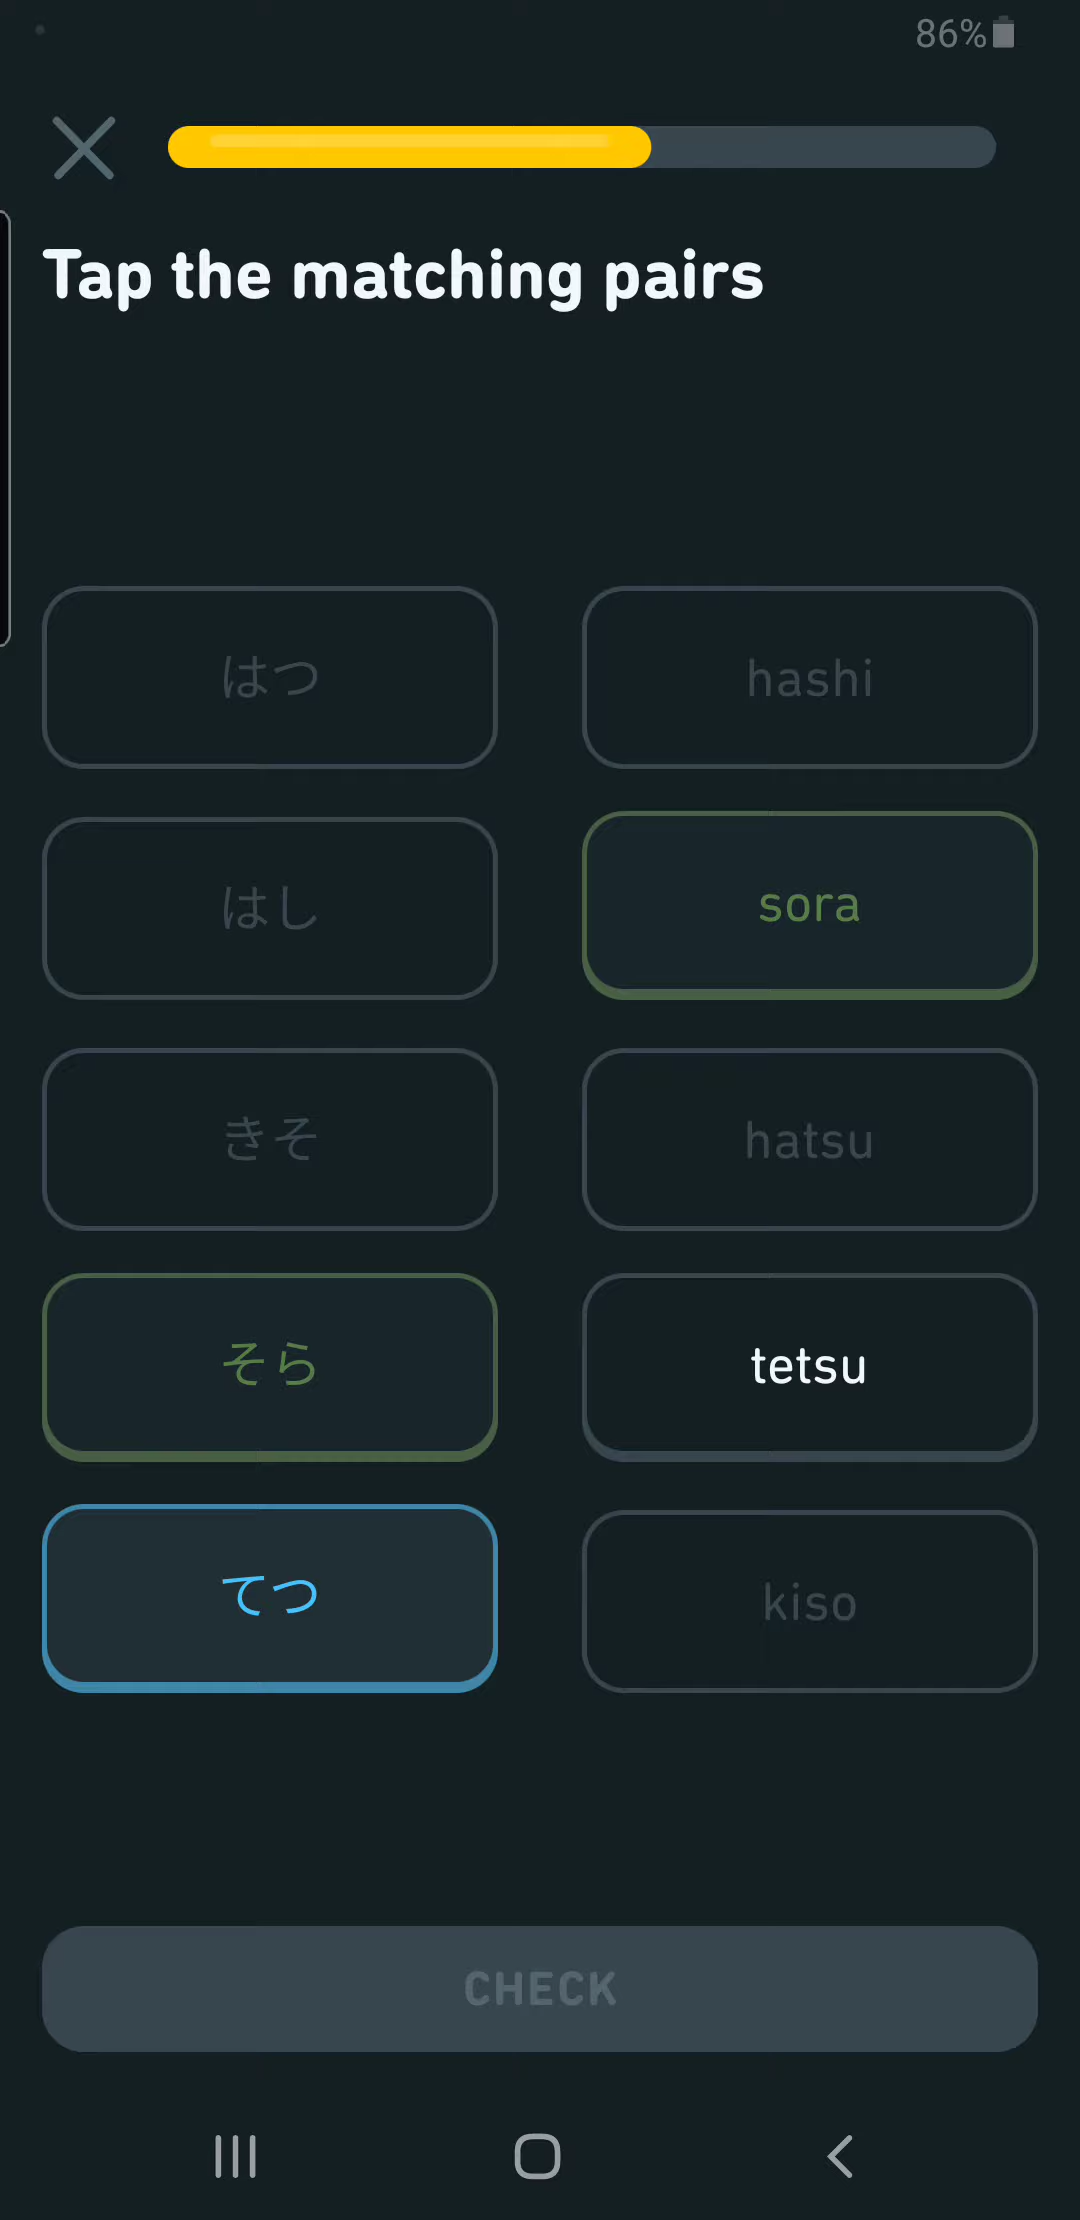 86%
Tap the matching pairs
はつ
hashi
はし
sora
きそ
hatsu
そら
tetsu
てつ
kiso
CHECK